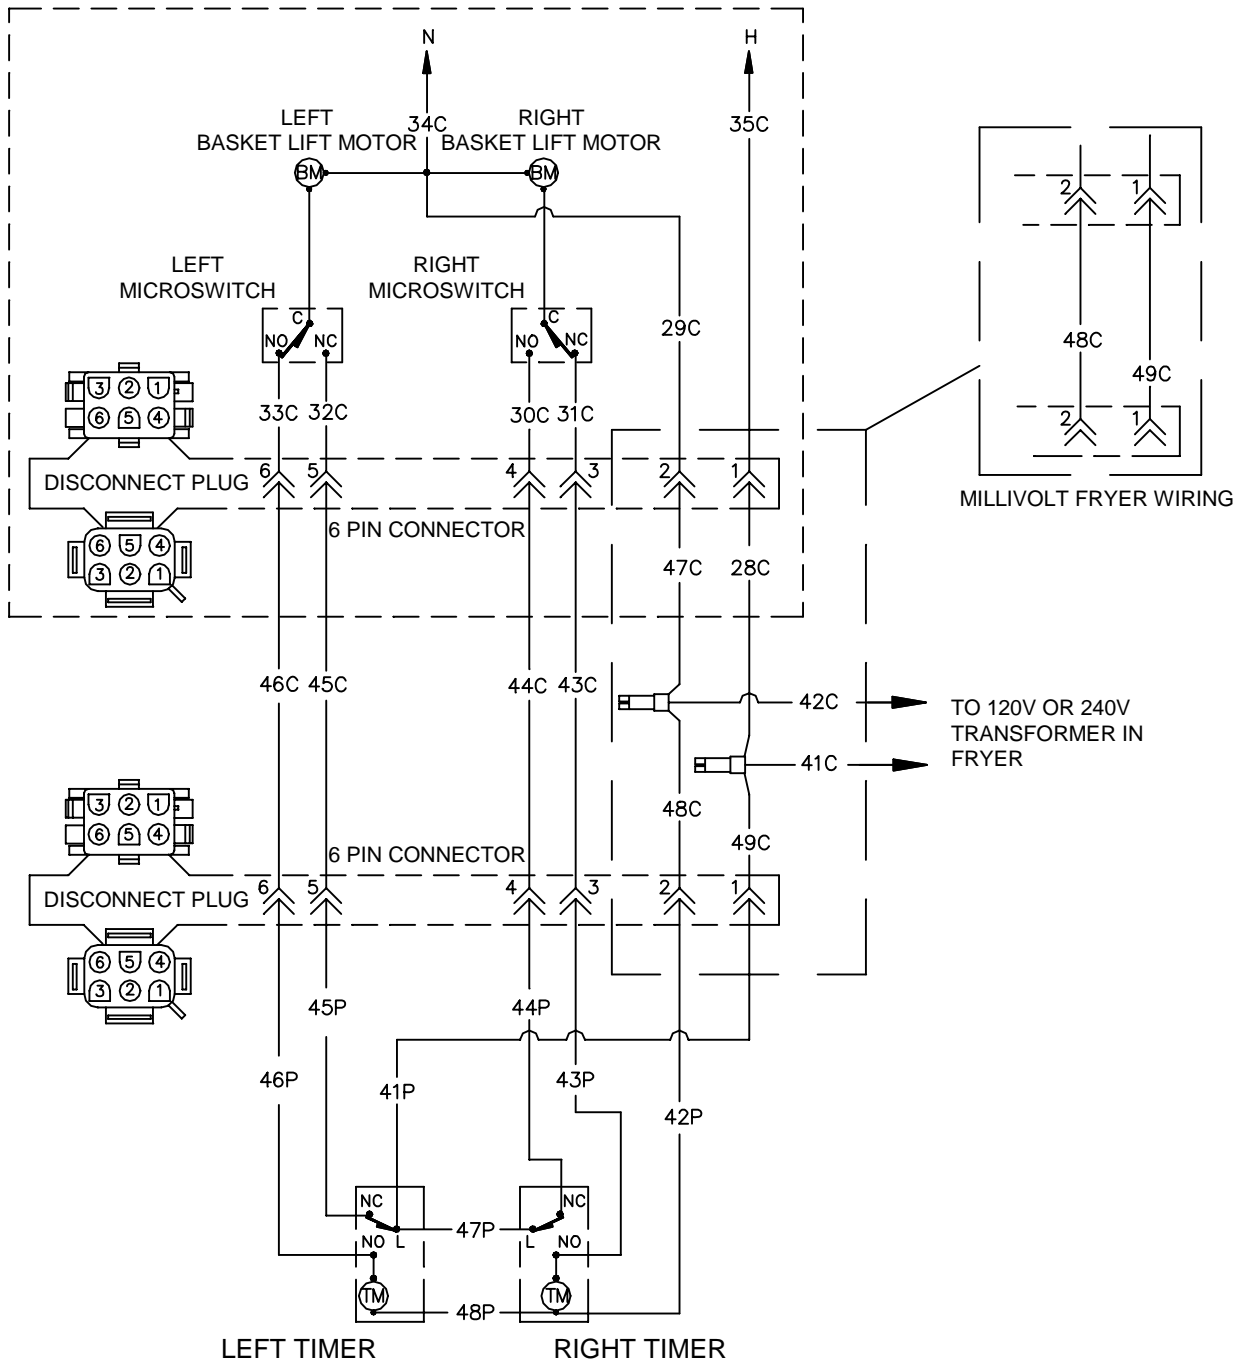 N
H
34C
35C
LEFT
BASKET LIFT MOTOR
RIGHT
BASKET LIFT MOTOR
BM
BM
LEFT
MICROSWITCH
RIGHT
MICROSWITCH
C
NO
NC
C
NO
NC
29C
2
1
48C
49C
2
1
MILLIVOLT FRYER WIRING
3 2 1
6 5 4
33C
32C
30C
31C
DISCONNECT PLUG
6
5
4
3
2
1
6 PIN CONNECTOR
6 5 4
3 2 1
47C
28C
46C
45C
44C
43C
42C
41C
TO 120V OR 240V
TRANSFORMER IN
FRYER
48C
49C
3 2 1
6 5 4
6 PIN CONNECTOR
DISCONNECT PLUG
6
5
4
3
2
1
6 5 4
3 2 1
45P
44P
46P
41P
43P
42P
NC
L
NO
TM
47P
48P
NC
L
NO
TM
LEFT TIMER
RIGHT TIMER